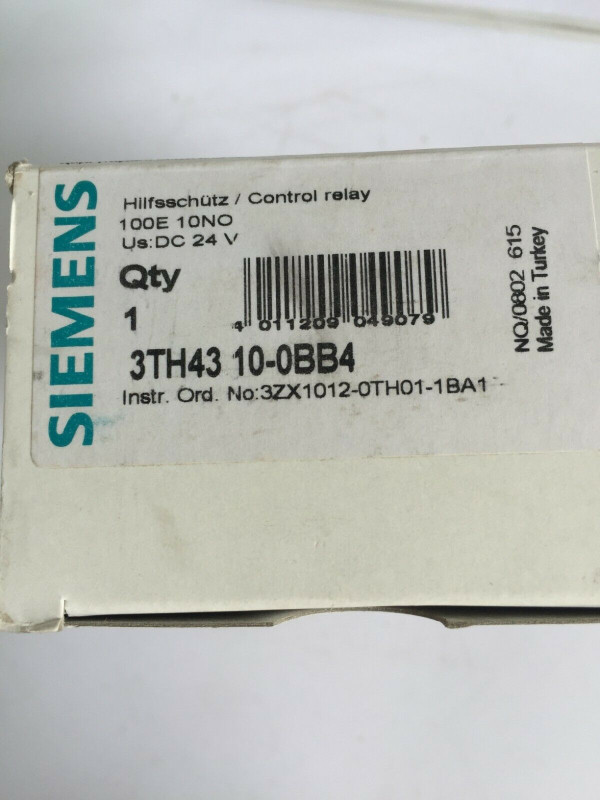 SIEMENS
Hilfsschütz / Control relay
100E 10NO
Us:DC 24 V
Qty
1
4 011209 049079
3TH43 10-0BB4
Instr. Ord. No:3ZX1012-0TH01-1BA1
NQ/0802 615
Made in Turkey